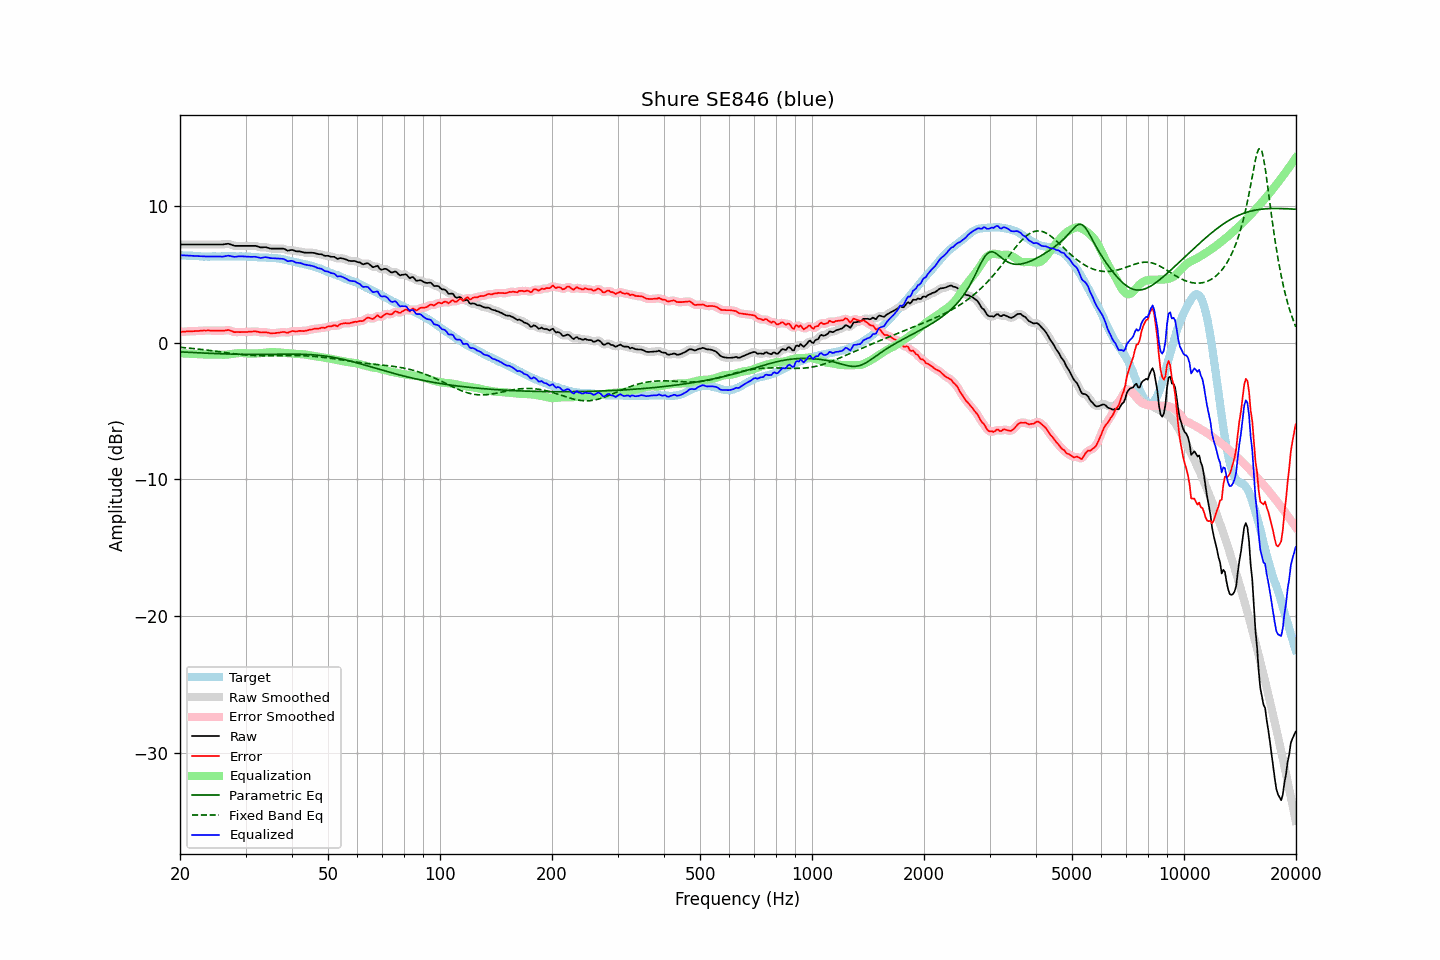 Shure SE846 (blue)
10
0
−10
−20
−30
Amplitude (dBr)
Target
Raw Smoothed
Error Smoothed
Raw
Error
Equalization
Parametric Eq
Fixed Band Eq
Equalized
20 50 100 200 500 1000 2000 5000 10000 20000
Frequency (Hz)